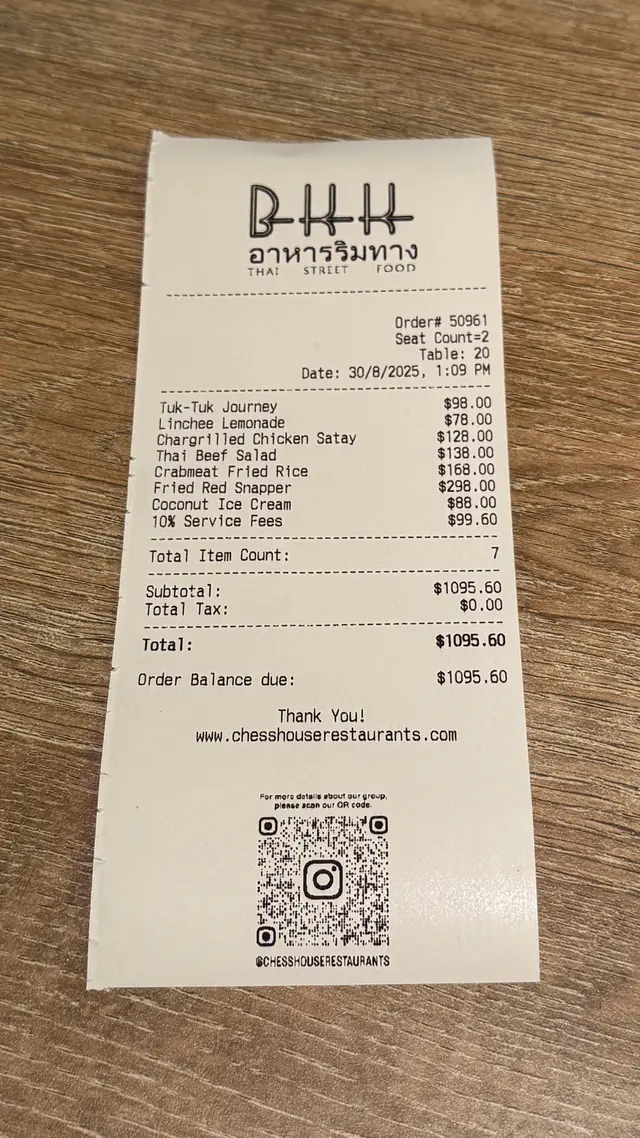 BKK
อาหารริมทาง
THAI STREET FOOD
Order# 50961
Seat Count=2
Table: 20
Date: 30/8/2025, 1:09 PM
Tuk-Tuk Journey $98.00
Linchee Lemonade $78.00
Chargrilled Chicken Satay $128.00
Thai Beef Salad $138.00
Crabmeat Fried Rice $168.00
Fried Red Snapper $298.00
Coconut Ice Cream $88.00
10% Service Fees $99.60
Total Item Count: 7
Subtotal: $1095.60
Total Tax: $0.00
Total: $1095.60
Order Balance due: $1095.60
Thank You!
www.chesshouserestaurants.com
For more details about our group,
please scan our QR code.
@CHESSHOUSERESTAURANTS